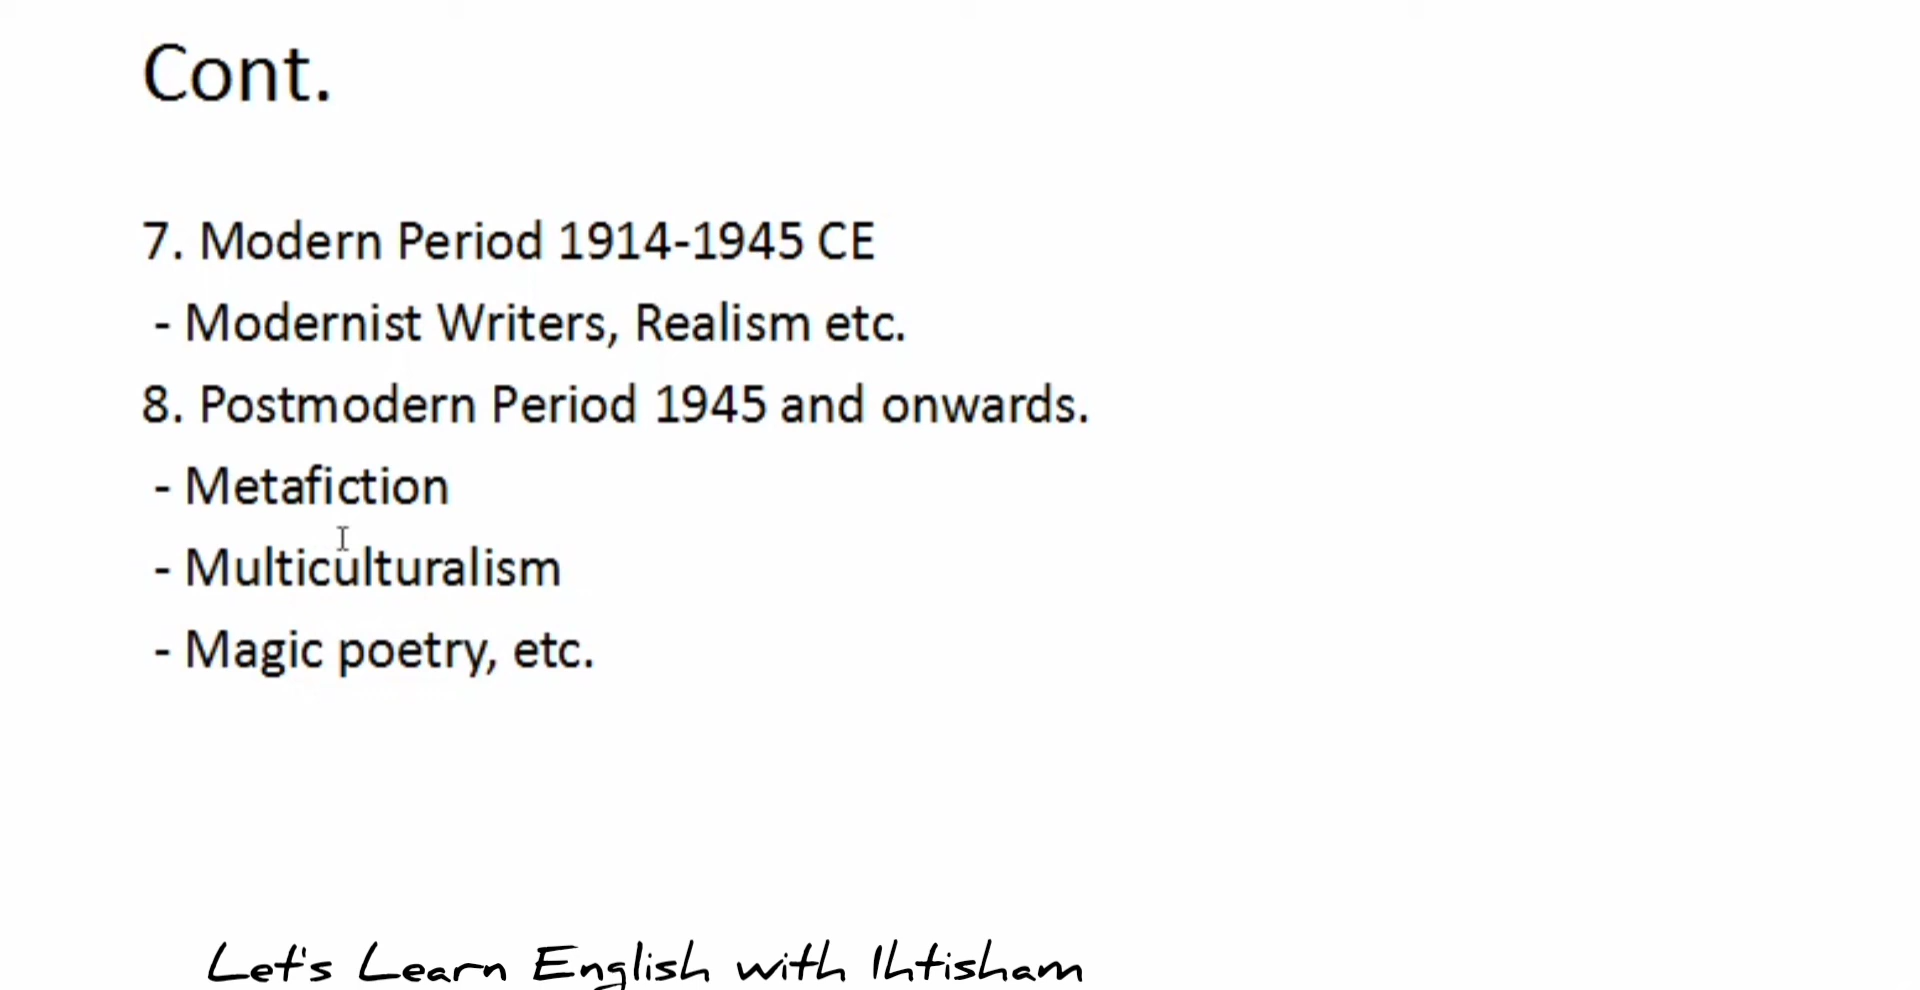 Cont.
7. Modern Period 1914-1945 CE
- Modernist Writers, Realism etc.
8. Postmodern Period 1945 and onwards.
- Metafiction
- Multiculturalism
- Magic poetry, etc.
Let's Learn English with Ihtisham